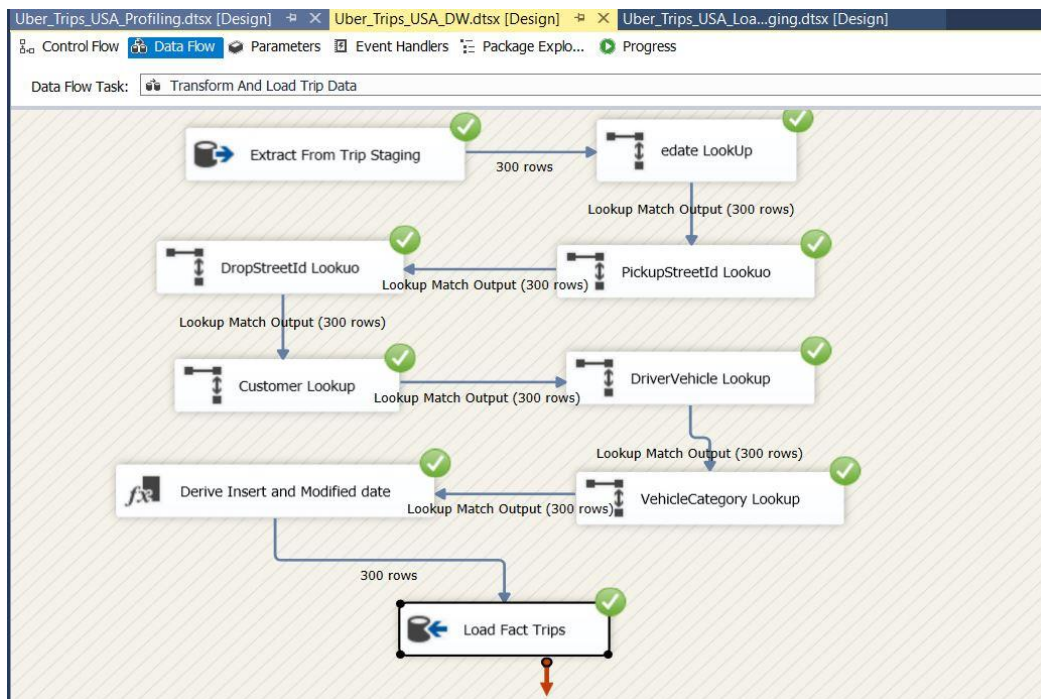 Uber_Trips_USA_Profiling.dtsx [Design]
Uber_Trips_USA_DW.dtsx [Design]
Uber_Trips_USA_Loa...ging.dtsx [Design]
Control Flow
Data Flow
Parameters
Event Handlers
Package Explo...
Progress
Data Flow Task:
Transform And Load Trip Data
Extract From Trip Staging
300 rows
edate LookUp
Lookup Match Output (300 rows)
PickupStreetId Lookuo
Lookup Match Output (300 rows)
DropStreetId Lookuo
Lookup Match Output (300 rows)
Customer Lookup
Lookup Match Output (300 rows)
DriverVehicle Lookup
Lookup Match Output (300 rows)
VehicleCategory Lookup
Lookup Match Output (300 rows)
fx
Derive Insert and Modified date
300 rows
Load Fact Trips